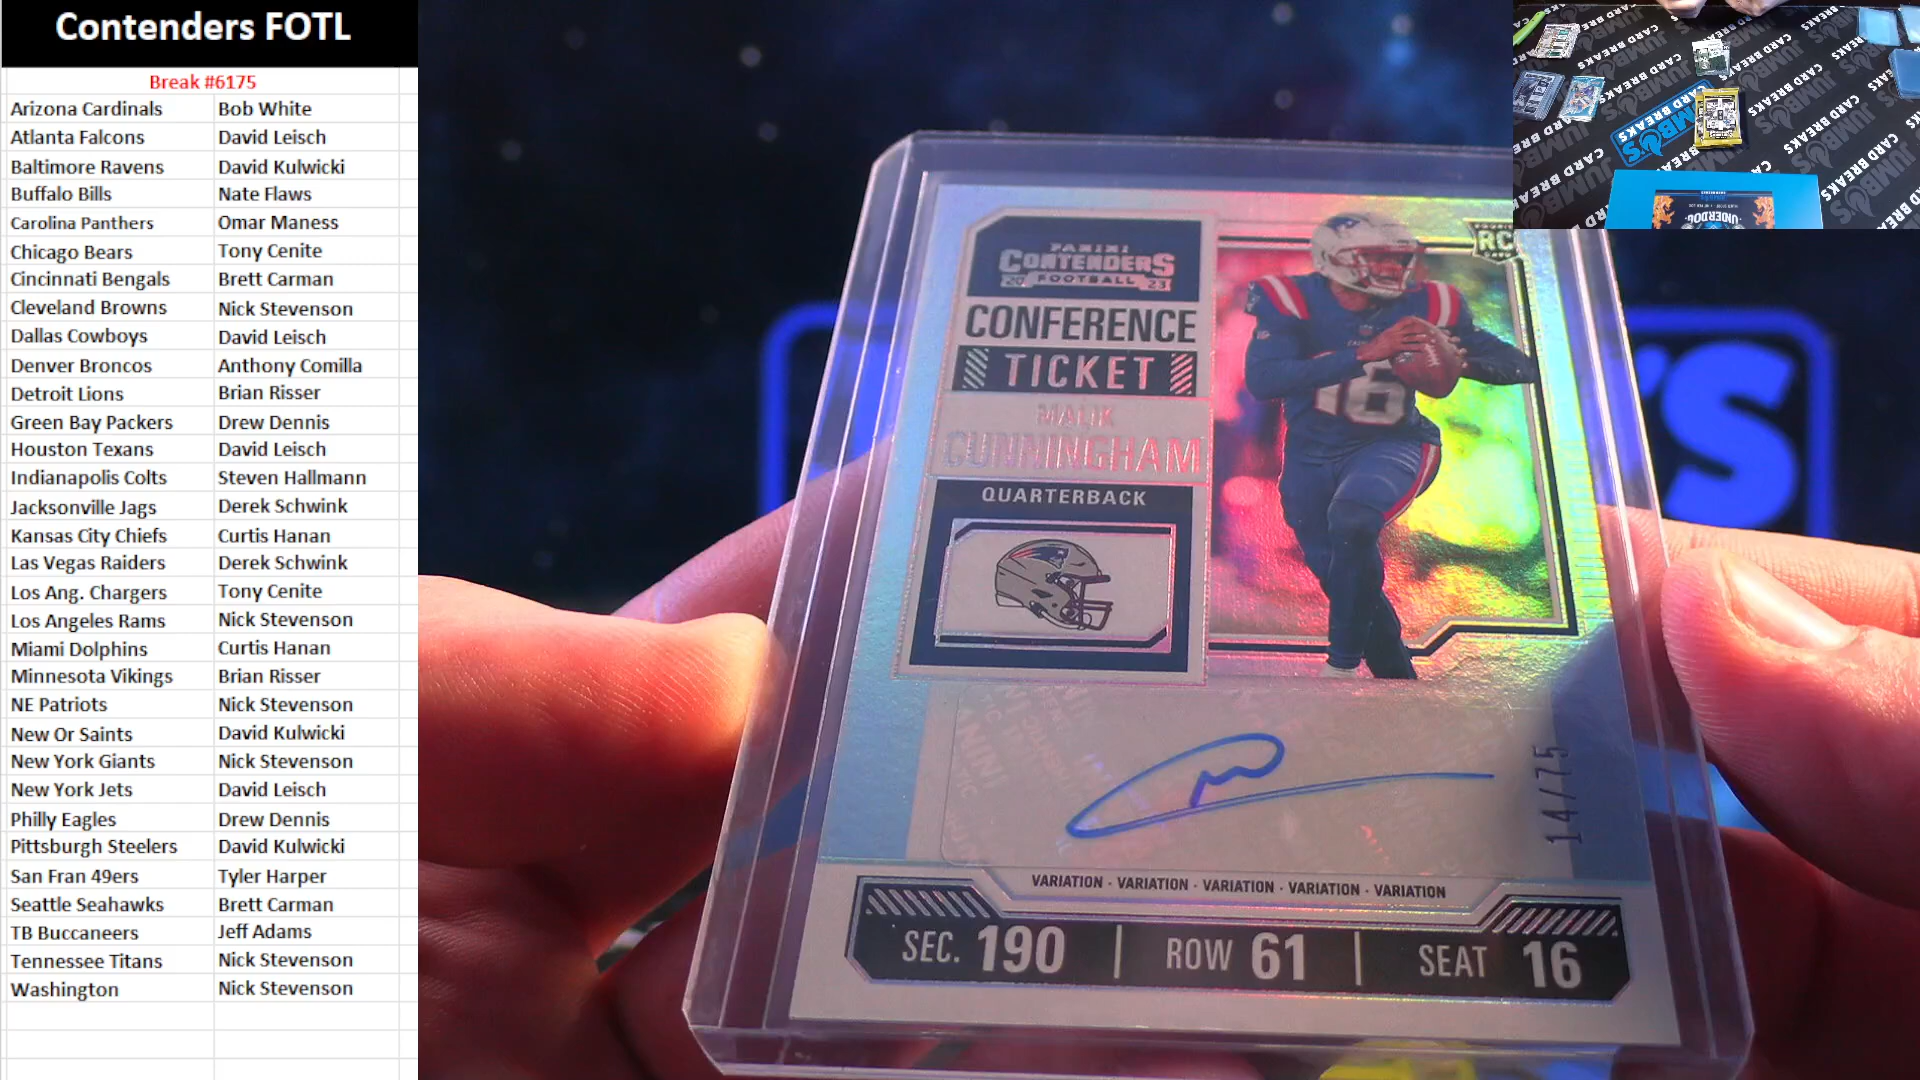 Contenders FOTL
Break #6175
Arizona Cardinals Bob White
Atlanta Falcons David Leisch
Baltimore Ravens David Kulwicki
Buffalo Bills Nate Flaws
Carolina Panthers Omar Maness
Chicago Bears Tony Cenite
Cincinnati Bengals Brett Carman
Cleveland Browns Nick Stevenson
Dallas Cowboys David Leisch
Denver Broncos Anthony Comilla
Detroit Lions Brian Risser
Green Bay Packers Drew Dennis
Houston Texans David Leisch
Indianapolis Colts Steven Hallmann
Jacksonville Jags Derek Schwink
Kansas City Chiefs Curtis Hanan
Las Vegas Raiders Derek Schwink
Los Ang. Chargers Tony Cenite
Los Angeles Rams Nick Stevenson
Miami Dolphins Curtis Hanan
Minnesota Vikings Brian Risser
NE Patriots Nick Stevenson
New Or Saints David Kulwicki
New York Giants Nick Stevenson
New York Jets David Leisch
Philly Eagles Drew Dennis
Pittsburgh Steelers David Kulwicki
San Fran 49ers Tyler Harper
Seattle Seahawks Brett Carman
TB Buccaneers Jeff Adams
Tennessee Titans Nick Stevenson
Washington Nick Stevenson
PANINI
CONTENDERS
20 FOOTBALL 23
CONFERENCE
TICKET
MALIK
CUNNINGHAM
QUARTERBACK
RC
16
14/75
VARIATION · VARIATION · VARIATION · VARIATION · VARIATION
SEC. 190 | ROW 61 | SEAT 16
JUMBO'S
CARD BREAKS
UNDERDOG